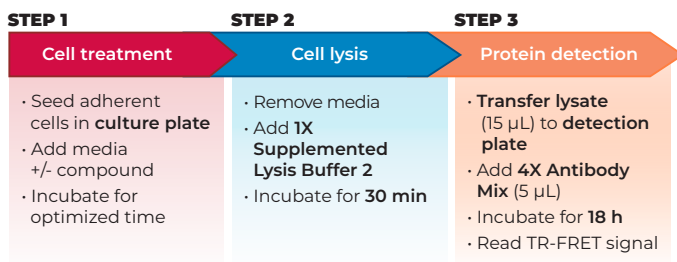 STEP 1
Cell treatment
· Seed adherent
cells in culture plate
· Add media
+/- compound
· Incubate for
optimized time
STEP 2
Cell lysis
· Remove media
· Add 1X
Supplemented
Lysis Buffer 2
· Incubate for 30 min
STEP 3
Protein detection
· Transfer lysate
(15 µL) to detection
plate
· Add 4X Antibody
Mix (5 µL)
· Incubate for 18 h
· Read TR-FRET signal